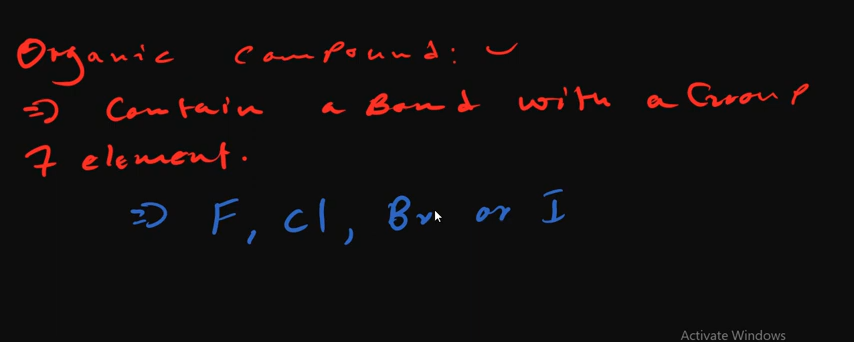 Organic compound:
⇒ Contain a Bond with a Group
7 element.
⇒ F, Cl, Br or I
Activate Windows